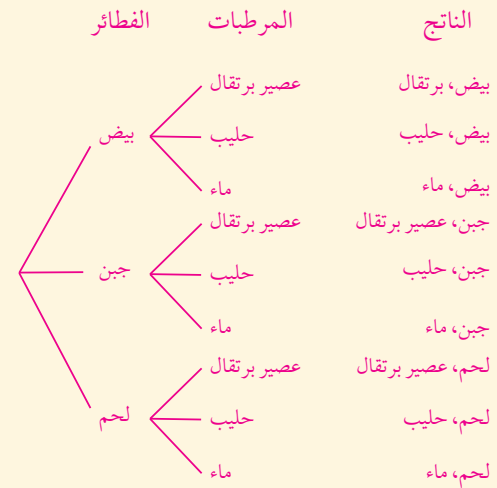 الفطائر المرطبات الناتج
عصير برتقال بيض، برتقال
بيض حليب بيض، حليب
ماء بيض، ماء
عصير برتقال جبن، عصير برتقال
جبن حليب جبن، حليب
ماء جبن، ماء
عصير برتقال لحم، عصير برتقال
لحم حليب لحم، حليب
ماء لحم، ماء